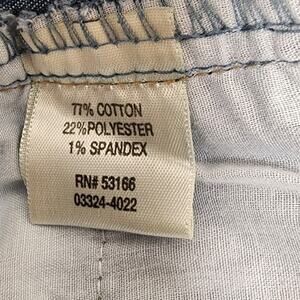 77% COTTON
22%POLYESTER
1% SPANDEX
RN# 53166
03324-4022